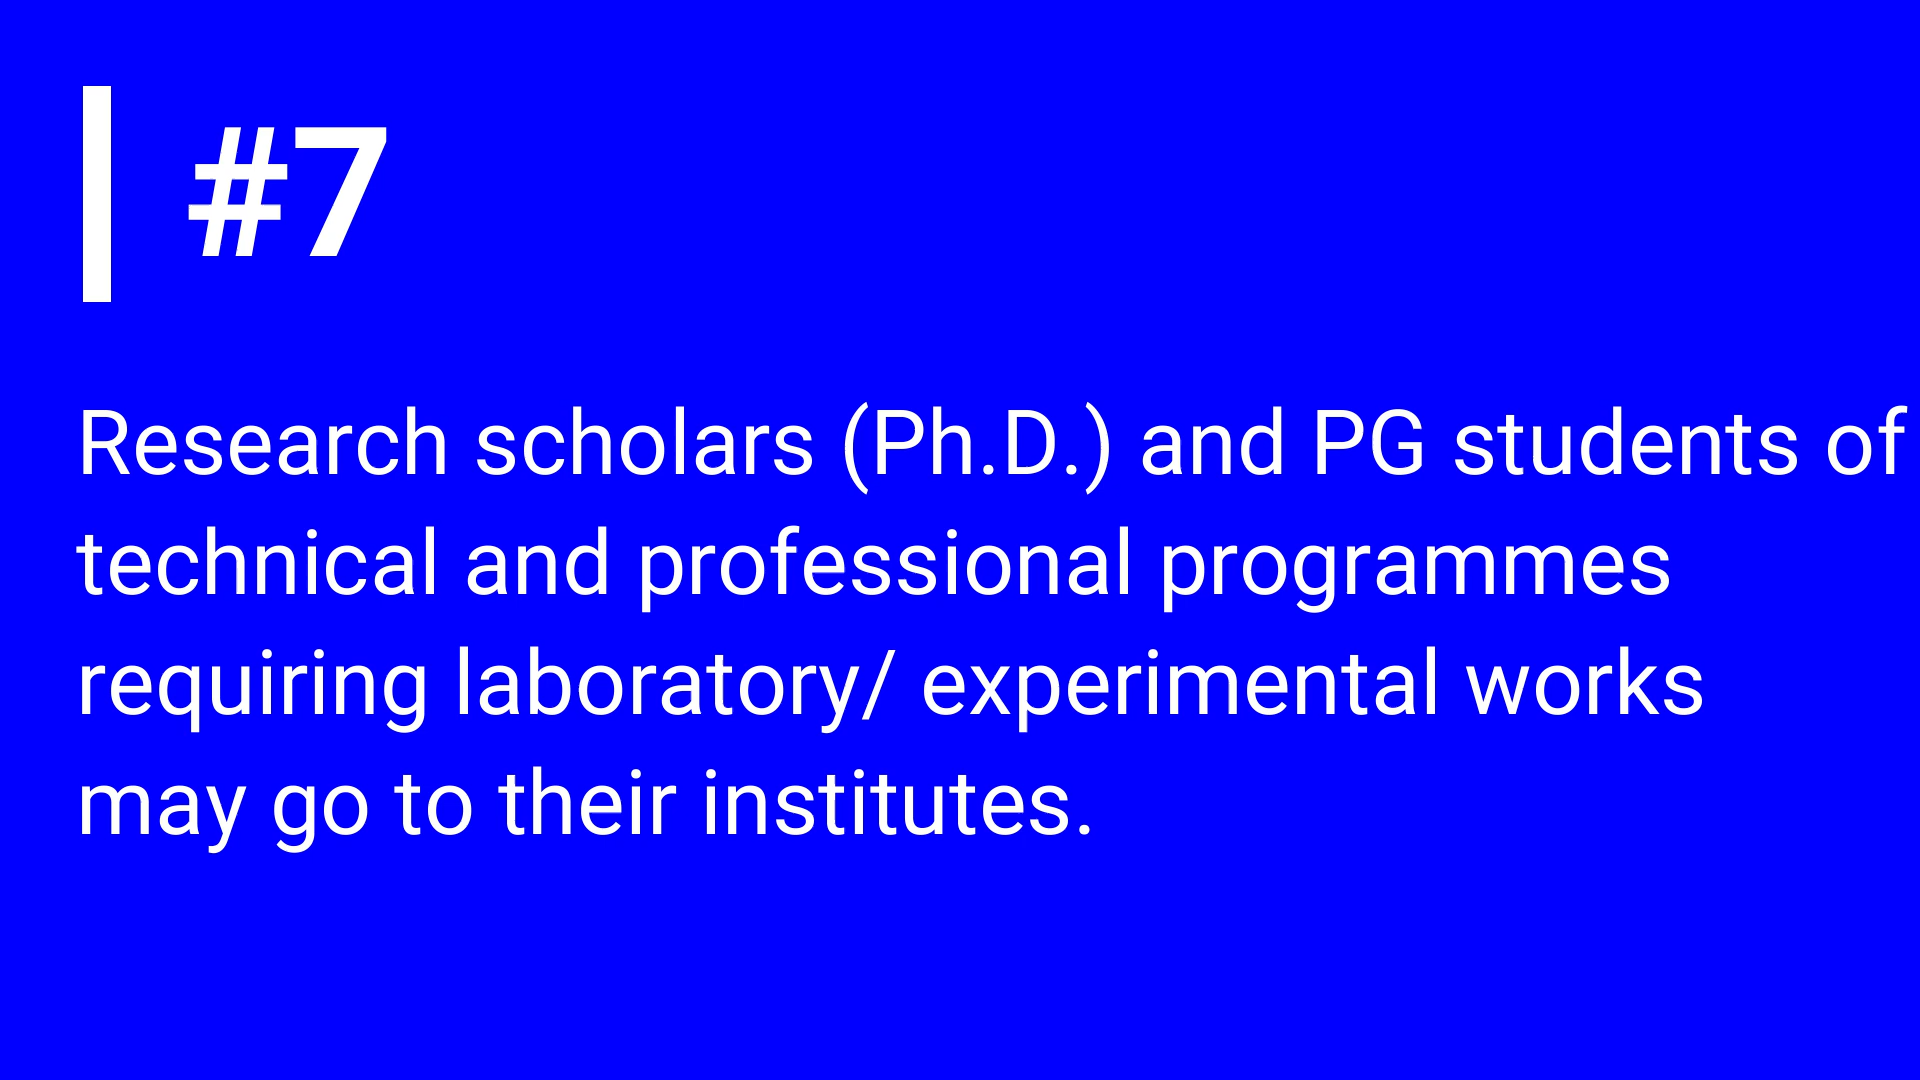 #7
Research scholars (Ph.D.) and PG students of
technical and professional programmes
requiring laboratory/ experimental works
may go to their institutes.